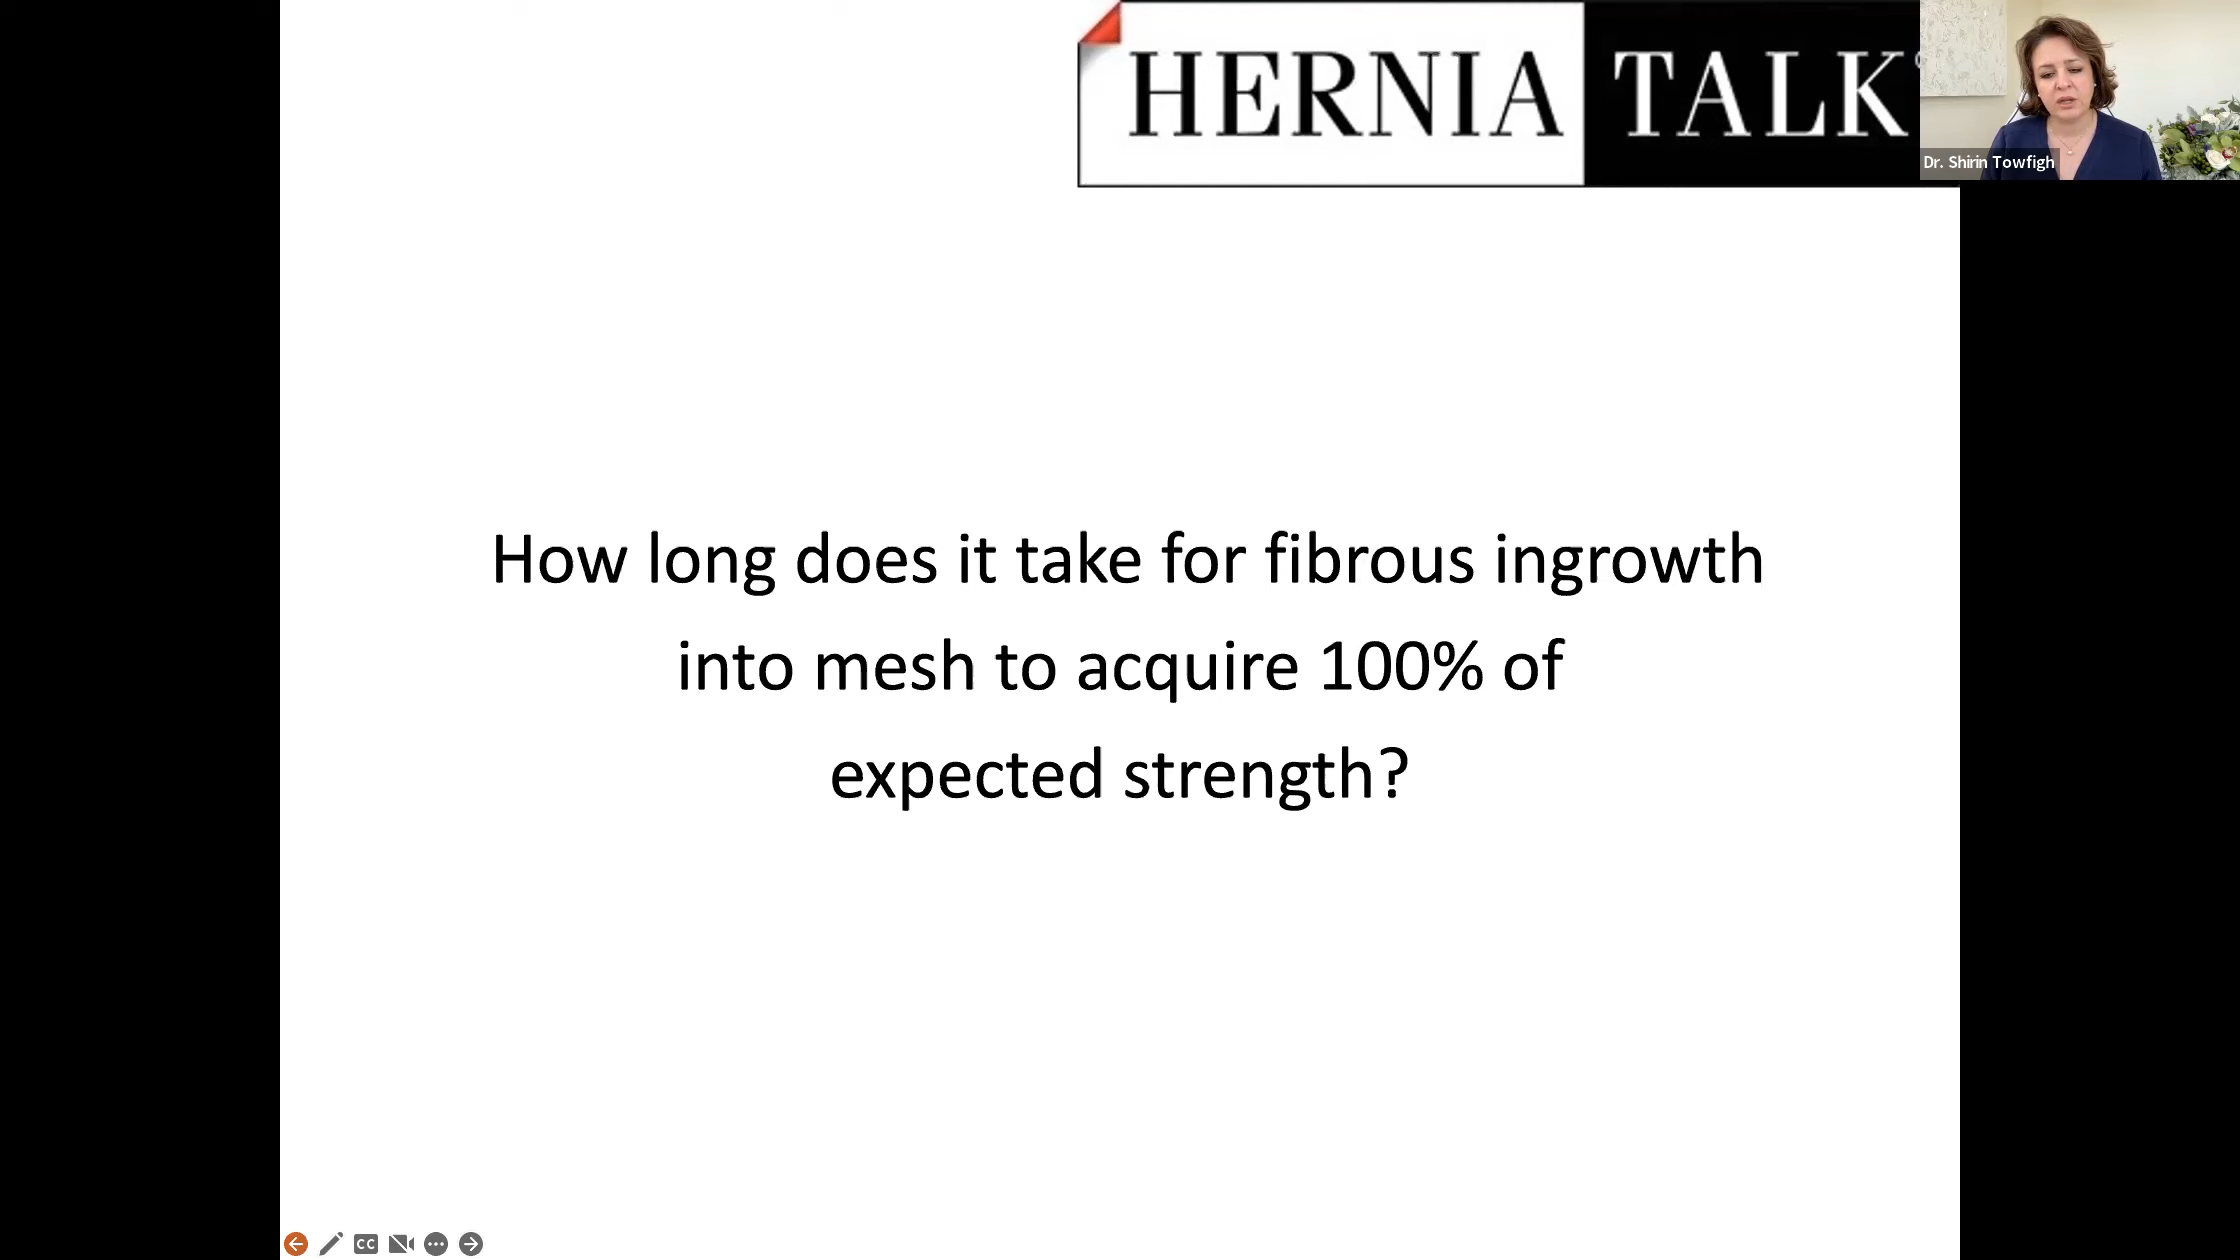 HERNIA TALK
Dr. Shirin Towfigh
How long does it take for fibrous ingrowth
into mesh to acquire 100% of
expected strength?
CC